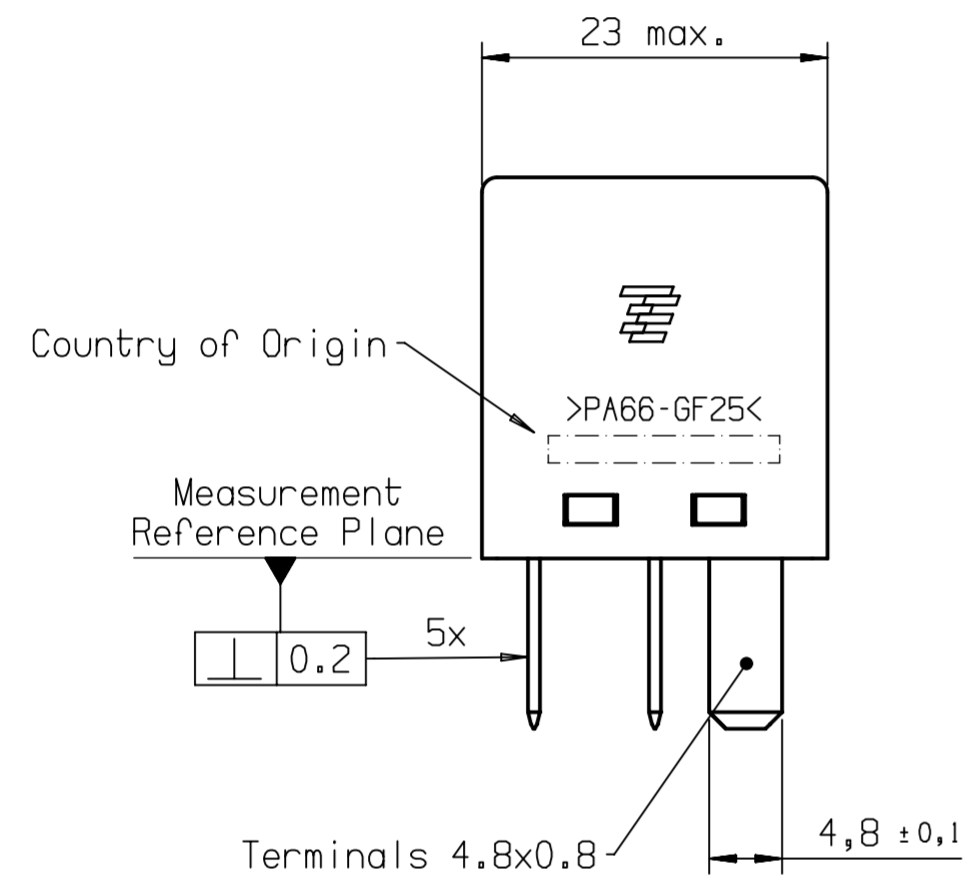 23 max.
Country of Origin
>PA66-GF25<
Measurement
Reference Plane
5x
⊥ 0.2
Terminals 4.8x0.8
4,8 ±0,1